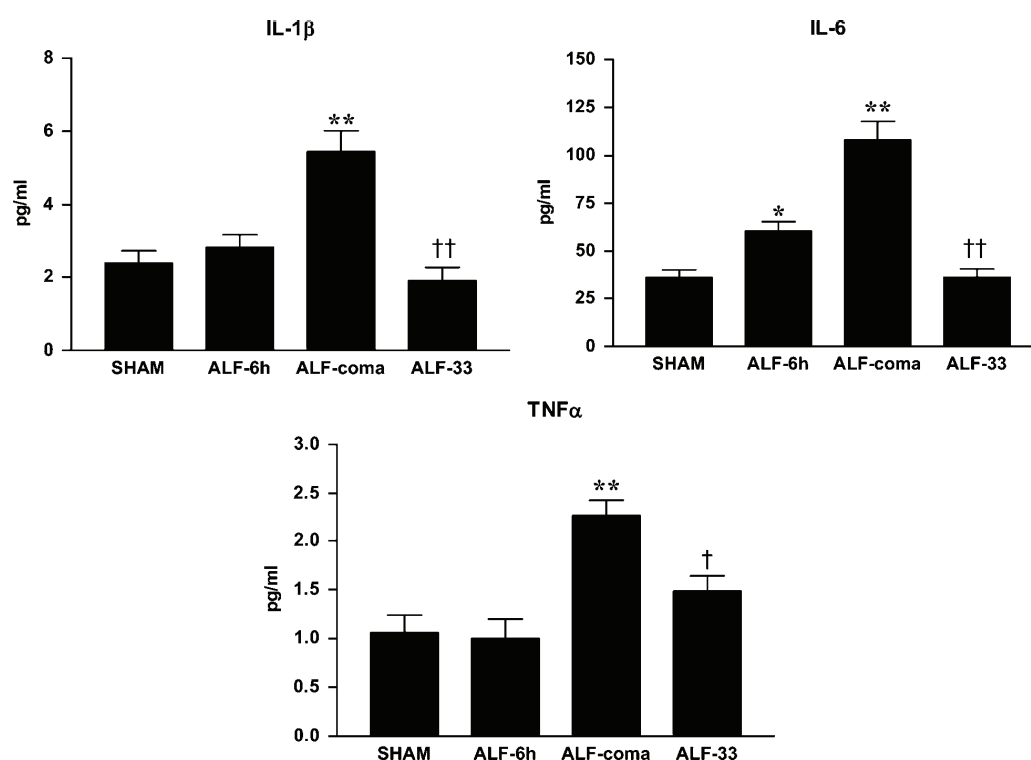 IL-1β
8
6
4
2
0
pg/ml
**
††
SHAM ALF-6h ALF-coma ALF-33
IL-6
150
125
100
75
50
25
0
pg/ml
*
**
††
SHAM ALF-6h ALF-coma ALF-33
TNFα
3.0
2.5
2.0
1.5
1.0
0.5
0.0
pg/ml
**
†
SHAM ALF-6h ALF-coma ALF-33